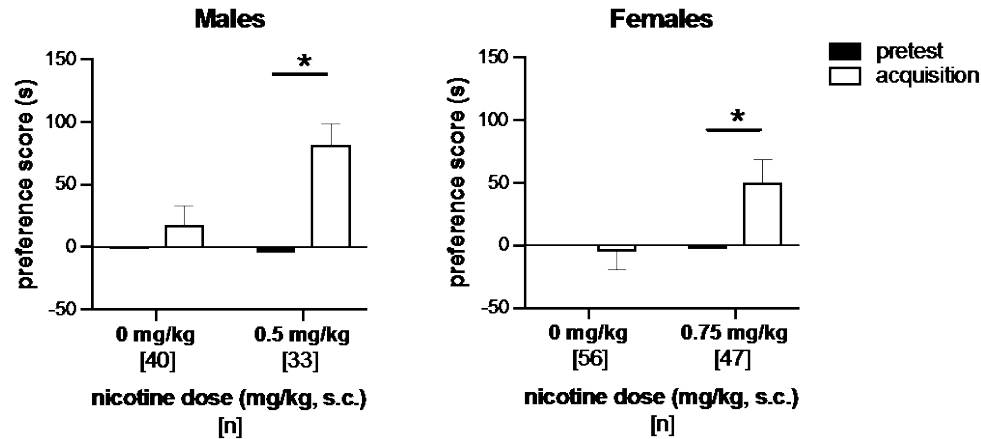 Males
150
100
50
0
-50
preference score (s)
*
0 mg/kg
0.5 mg/kg
[40]
[33]
nicotine dose (mg/kg, s.c.)
[n]
Females
150
100
50
0
-50
preference score (s)
*
0 mg/kg
0.75 mg/kg
[56]
[47]
nicotine dose (mg/kg, s.c.)
[n]
pretest
acquisition